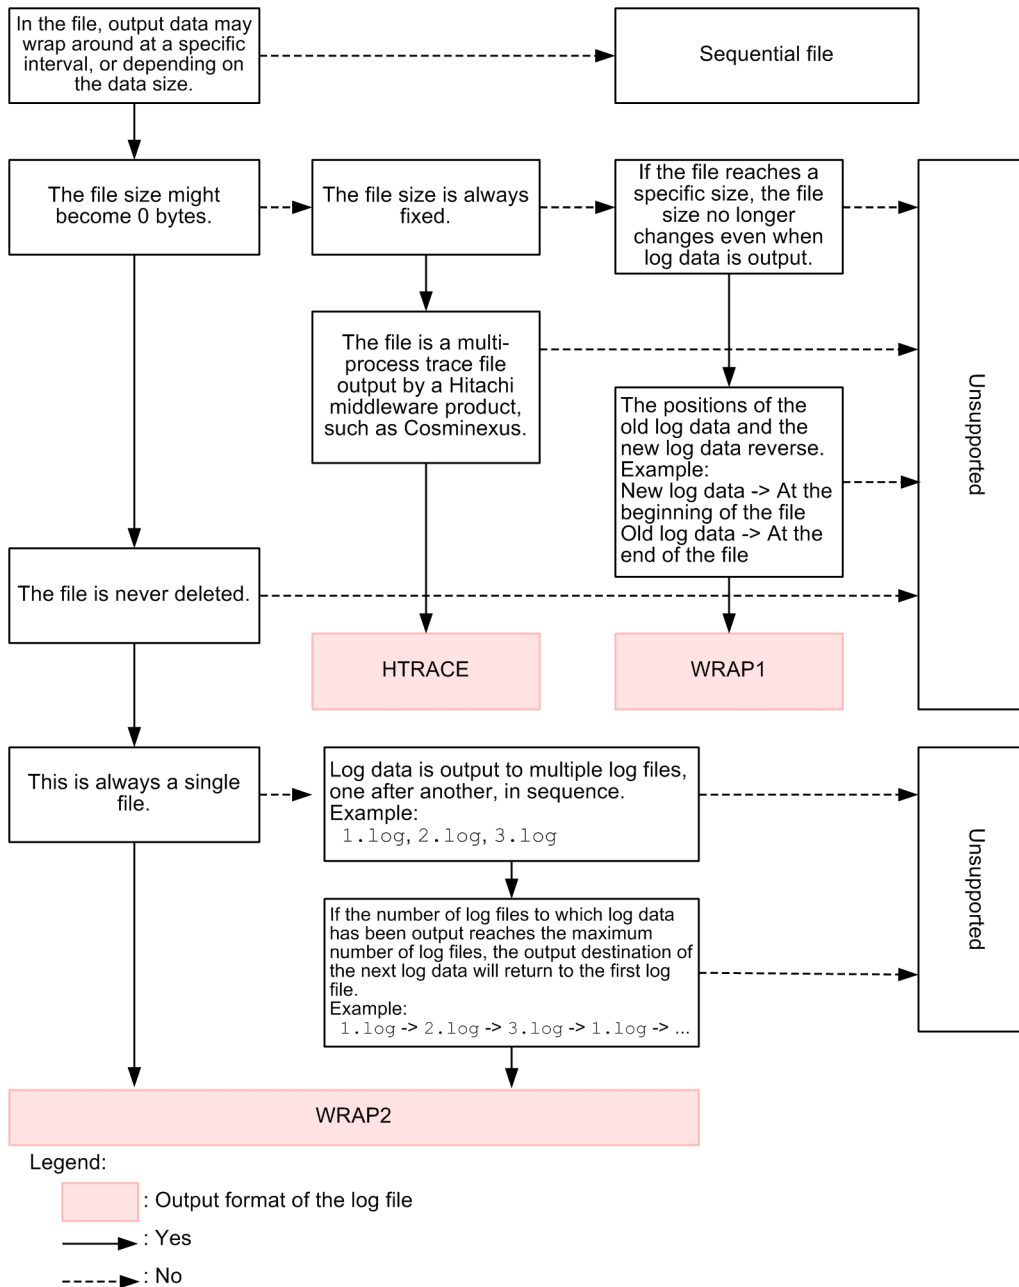 In the file, output data may
wrap around at a specific
interval, or depending on
the data size.
Sequential file
The file size might
become 0 bytes.
The file size is always
fixed.
If the file reaches a
specific size, the file
size no longer
changes even when
log data is output.
The file is a multi-
process trace file
output by a Hitachi
middleware product,
such as Cosminexus.
The positions of the
old log data and the
new log data reverse.
Example:
New log data -> At the
beginning of the file
Old log data -> At the
end of the file
Unsupported
The file is never deleted.
HTRACE
WRAP1
This is always a single
file.
Log data is output to multiple log files,
one after another, in sequence.
Example:
1.log, 2.log, 3.log
Unsupported
If the number of log files to which log data
has been output reaches the maximum
number of log files, the output destination of
the next log data will return to the first log
file.
Example:
1.log -> 2.log -> 3.log -> 1.log -> ...
WRAP2
Legend:
: Output format of the log file
: Yes
: No